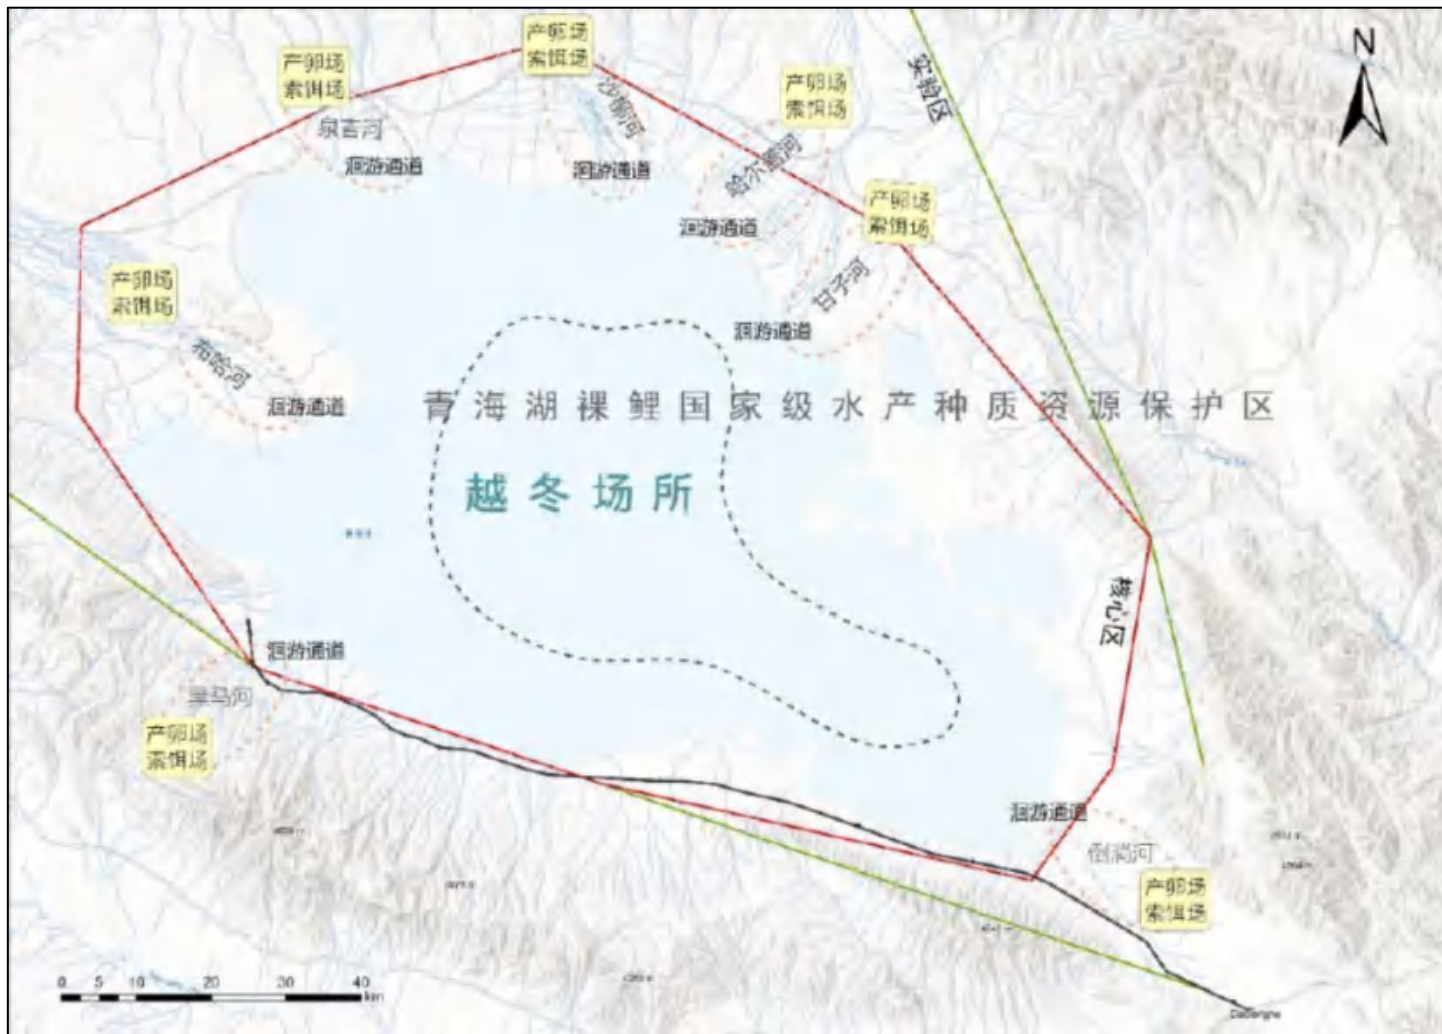 产卵场
索饵场
产卵场
索饵场
泉吉河
洄游通道
沙柳河
洄游通道
产卵场
索饵场
哈尔盖河
洄游通道
产卵场
索饵场
甘子河
洄游通道
实验区
N
产卵场
索饵场
布哈河
洄游通道
青海湖裸鲤国家级水产种质资源保护区
越冬场所
核心区
洄游通道
黑马河
产卵场
索饵场
洄游通道
倒淌河
产卵场
索饵场
0 5 10 20 30 40
km